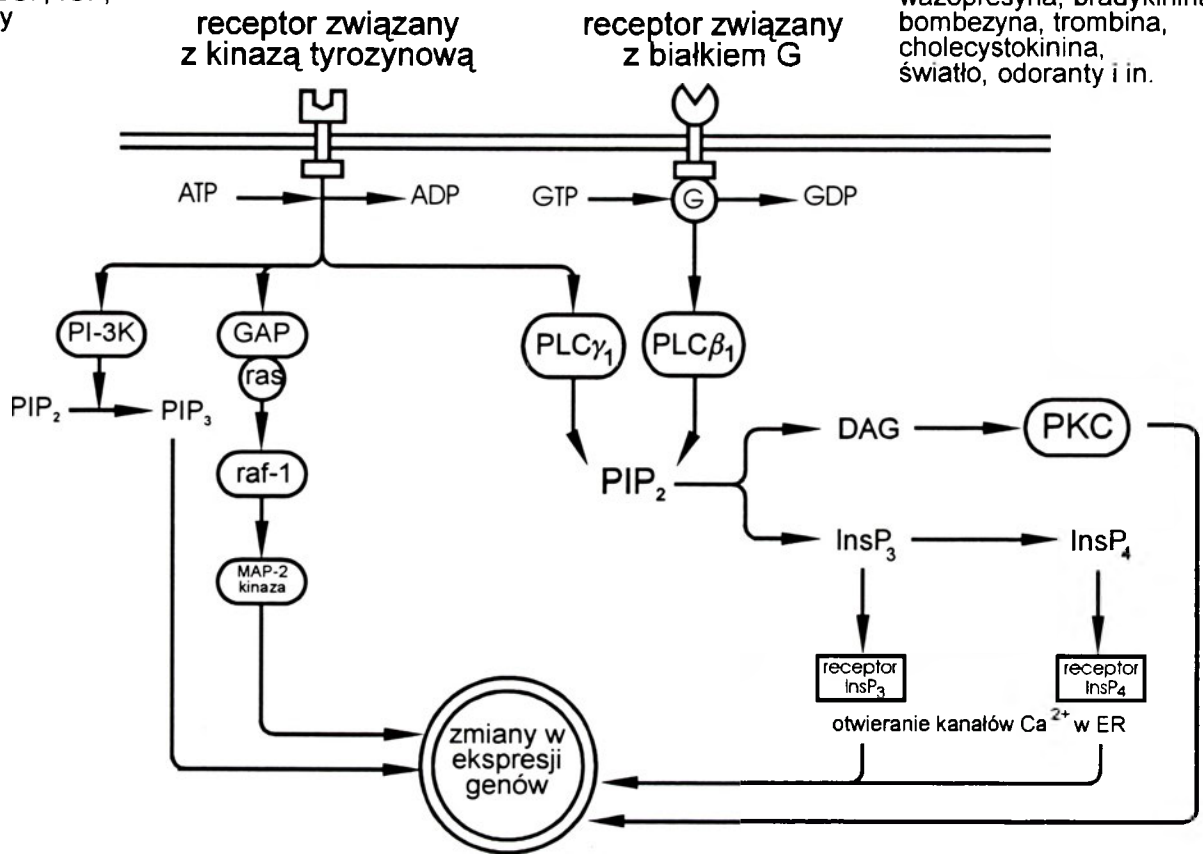 receptor związany
z kinazą tyrozynową
receptor związany
z białkiem G
wazopresyna, bradykinina
bombezyna, trombina,
cholecystokinina,
światło, odoranty i in.
ATP
ADP
GTP
G
GDP
PI-3K
GAP
ras
PLCγ₁
PLCβ₁
PIP₂
PIP₃
raf-1
MAP-2
kinaza
PIP₂
DAG
PKC
InsP₃
InsP₄
receptor
InsP₃
receptor
InsP₄
otwieranie kanałów Ca²⁺ w ER
zmiany w
ekspresji
genów